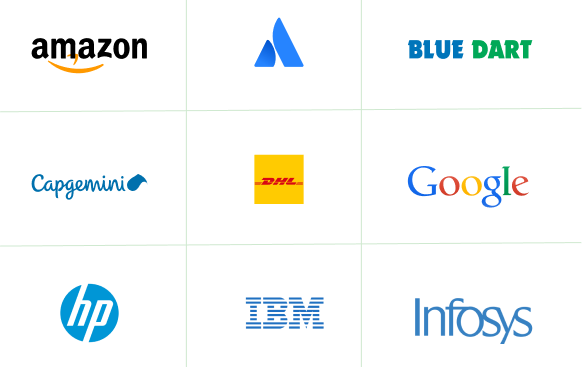 amazon
BLUE DART
Capgemini
DHL
Google
hp
IBM
Infosys